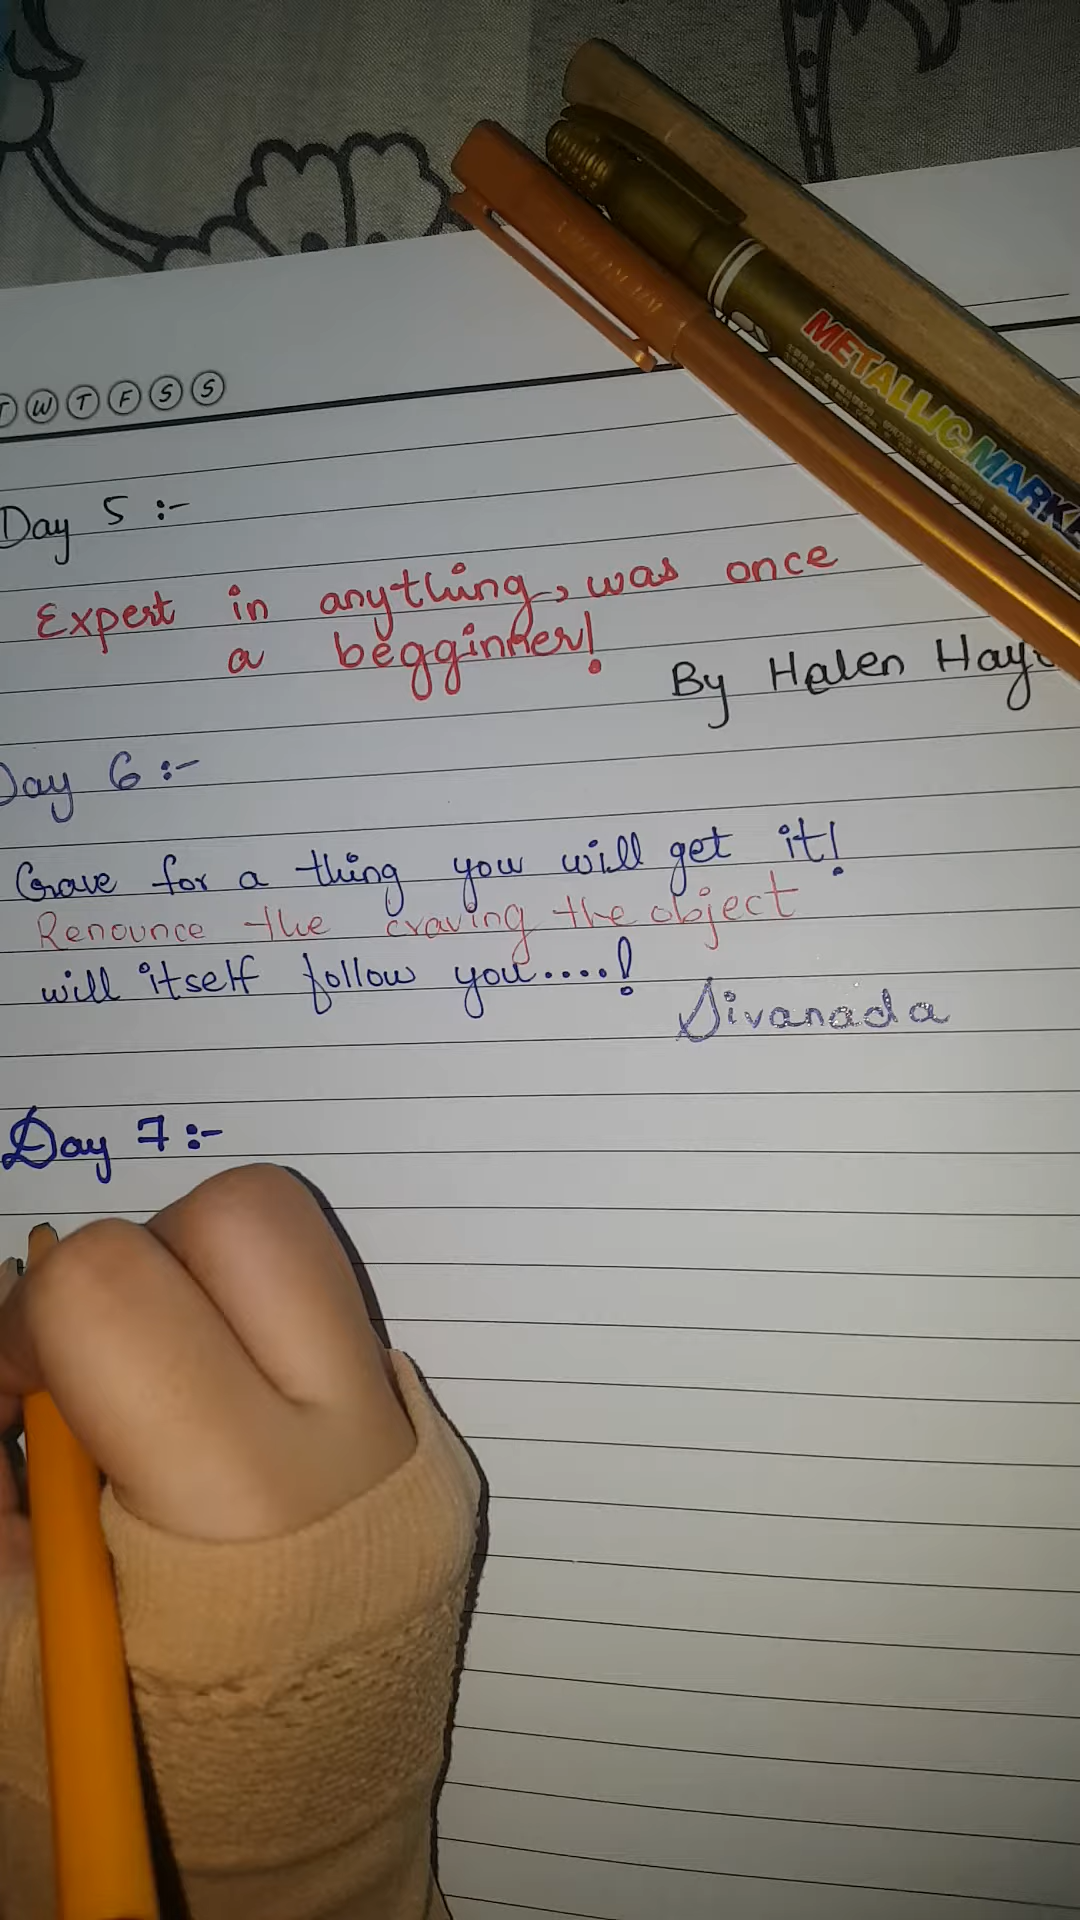 T W T F S S
METALLIC MARK
Day 5 :-
Expert in anything, was once
a begginner!
By Helen Hay
Day 6 :-
Crave for a thing you will get it!
Renounce the craving the object
will itself follow you....!
Sivanada
Day 7 :-